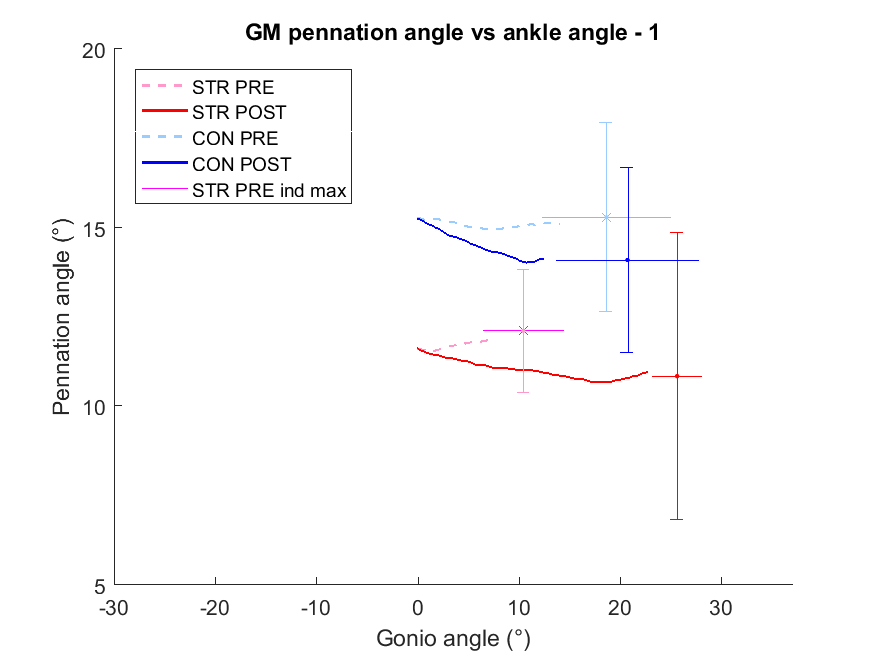 GM pennation angle vs ankle angle - 1
20
STR PRE
STR POST
CON PRE
CON POST
STR PRE ind max
15
Pennation angle (°)
10
5
-30 -20 -10 0 10 20 30
Gonio angle (°)